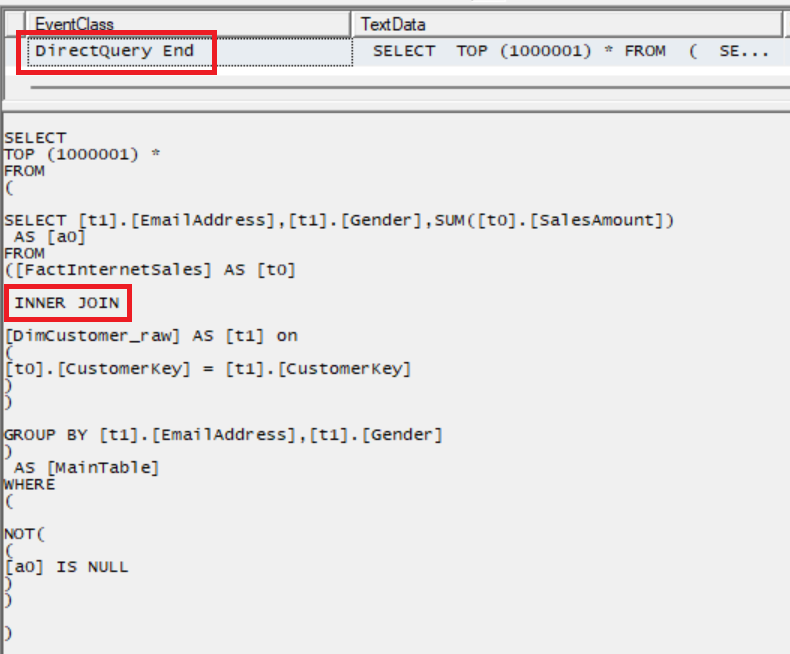 EventClass TextData
DirectQuery End SELECT TOP (1000001) * FROM ( SE...
SELECT
TOP (1000001) *
FROM
(
SELECT [t1].[EmailAddress],[t1].[Gender],SUM([t0].[SalesAmount])
AS [a0]
FROM
([FactInternetSales] AS [t0]
INNER JOIN
[DimCustomer_raw] AS [t1] on
(
[t0].[CustomerKey] = [t1].[CustomerKey]
)
)
GROUP BY [t1].[EmailAddress],[t1].[Gender]
)
AS [MainTable]
WHERE
(
NOT(
(
[a0] IS NULL
)
)
)